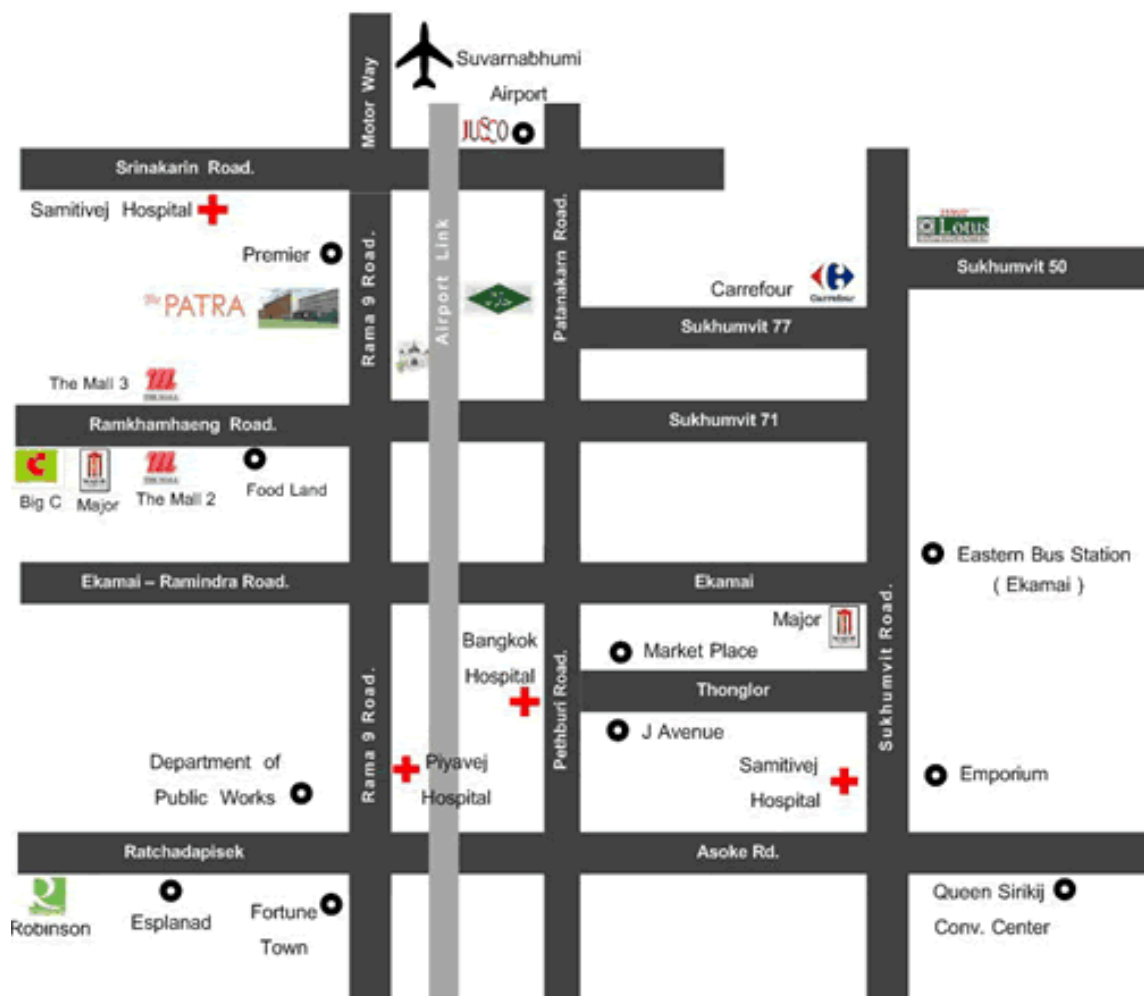 Suvarnabhumi
Airport
Motor Way
JUSCO
Srinakarin Road.
Samitivej Hospital
Lotus
Premier
Rama 9 Road.
Airport Link
Patanakarn Road.
Sukhumvit 50
Carrefour
Carrefour
The PATRA
Sukhumvit 77
The Mall 3
THE MALL
Ramkhamhaeng Road.
Sukhumvit 71
Big C
Major
THE MALL
The Mall 2
Food Land
Eastern Bus Station
( Ekamai )
Ekamai – Ramindra Road.
Ekamai
Major
Bangkok
Hospital
Market Place
Thonglor
Sukhumvit Road.
Pethburi Road.
Rama 9 Road.
J Avenue
Department of
Public Works
Piyavej
Hospital
Samitivej
Hospital
Emporium
Ratchadapisek
Asoke Rd.
Robinson
Esplanad
Fortune
Town
Queen Sirikij
Conv. Center